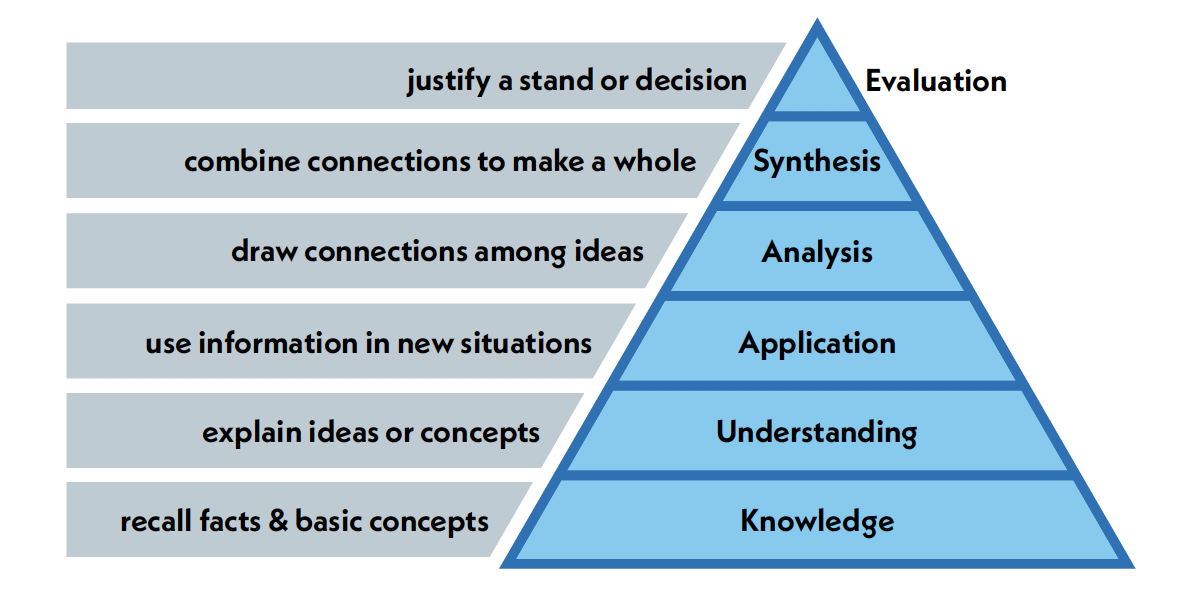 justify a stand or decision
Evaluation
combine connections to make a whole
Synthesis
draw connections among ideas
Analysis
use information in new situations
Application
explain ideas or concepts
Understanding
recall facts & basic concepts
Knowledge